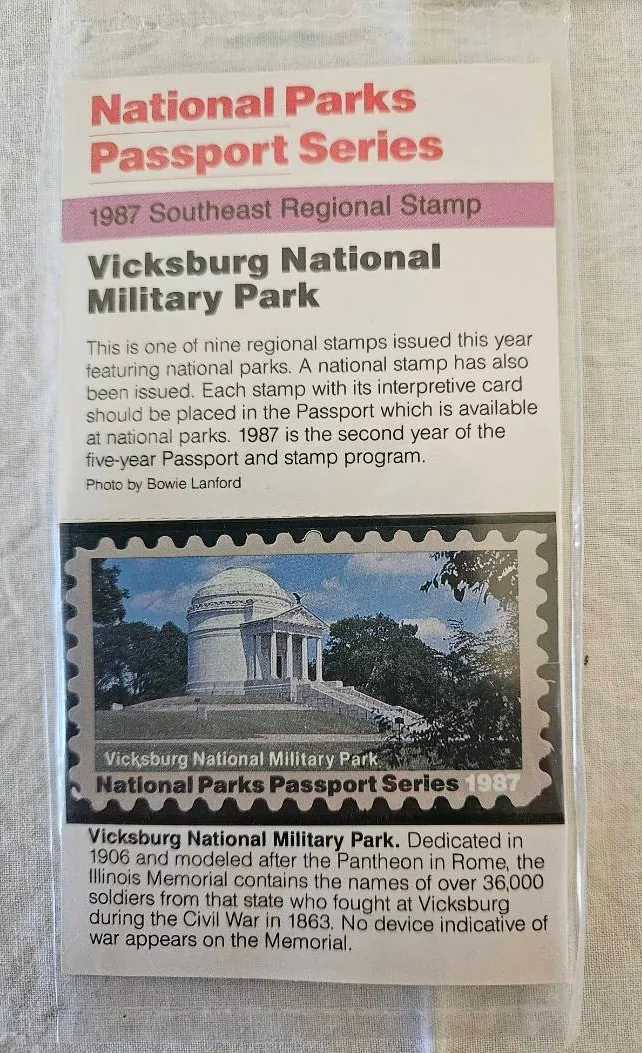 National Parks
Passport Series
1987 Southeast Regional Stamp
Vicksburg National
Military Park
This is one of nine regional stamps issued this year
featuring national parks. A national stamp has also
been issued. Each stamp with its interpretive card
should be placed in the Passport which is available
at national parks. 1987 is the second year of the
five-year Passport and stamp program.
Photo by Bowie Lanford
Vicksburg National Military Park
National Parks Passport Series 1987
Vicksburg National Military Park. Dedicated in
1906 and modeled after the Pantheon in Rome, the
Illinois Memorial contains the names of over 36,000
soldiers from that state who fought at Vicksburg
during the Civil War in 1863. No device indicative of
war appears on the Memorial.